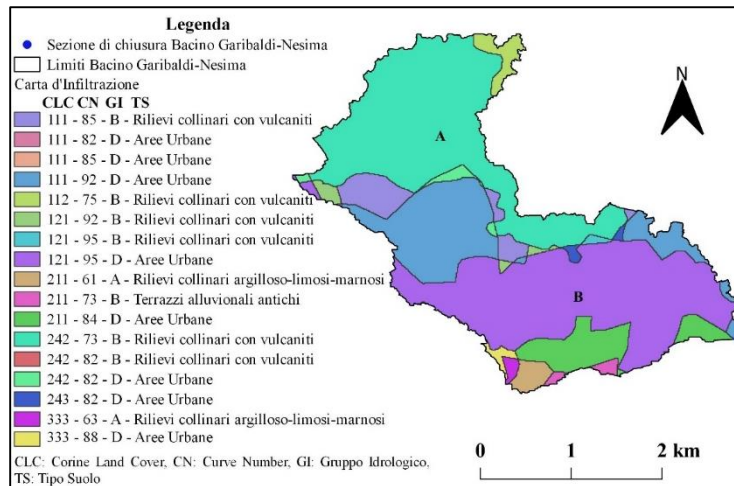 Legenda
Sezione di chiusura Bacino Garibaldi-Nesima
Limiti Bacino Garibaldi-Nesima
Carta d'Infiltrazione
CLC CN GI TS
111 - 85 - B - Rilievi collinari con vulcaniti
111 - 82 - D - Aree Urbane
111 - 85 - D - Aree Urbane
111 - 92 - D - Aree Urbane
112 - 75 - B - Rilievi collinari con vulcaniti
121 - 92 - B - Rilievi collinari con vulcaniti
121 - 95 - B - Rilievi collinari con vulcaniti
121 - 95 - D - Aree Urbane
211 - 61 - A - Rilievi collinari argilloso-limosi-marnosi
211 - 73 - B - Terrazzi alluvionali antichi
211 - 84 - D - Aree Urbane
242 - 73 - B - Rilievi collinari con vulcaniti
242 - 82 - B - Rilievi collinari con vulcaniti
242 - 82 - D - Aree Urbane
243 - 82 - D - Aree Urbane
333 - 63 - A - Rilievi collinari argilloso-limosi-marnosi
333 - 88 - D - Aree Urbane
CLC: Corine Land Cover, CN: Curve Number, GI: Gruppo Idrologico,
TS: Tipo Suolo
N
A
B
0 1 2 km